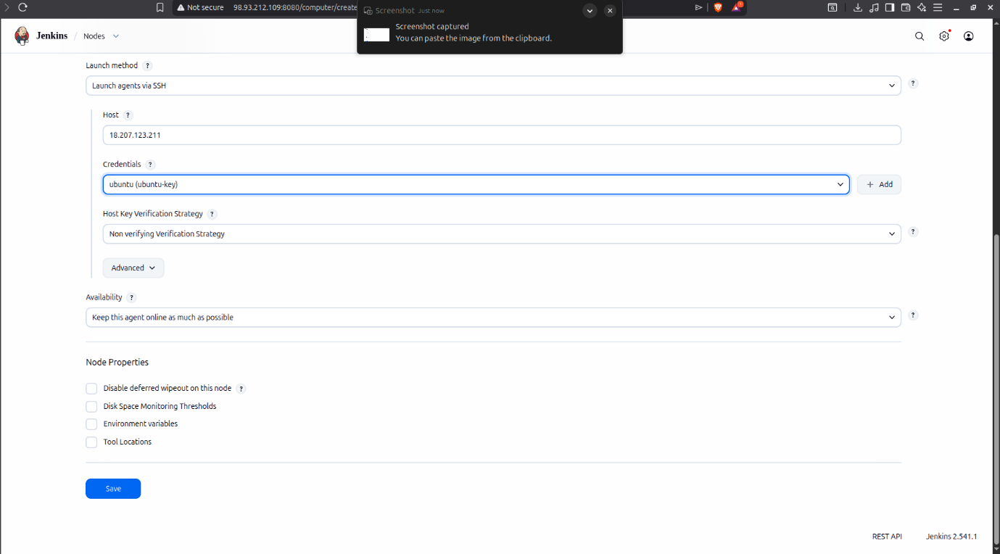 Not secure 98.93.212.109:8080/computer/create
Screenshot Just now
Screenshot captured
You can paste the image from the clipboard.
1
Jenkins / Nodes
Launch method ?
Launch agents via SSH
?
Host ?
18.207.123.211
Credentials ?
ubuntu (ubuntu-key)
+ Add
Host Key Verification Strategy ?
Non verifying Verification Strategy
?
Advanced
Availability ?
Keep this agent online as much as possible
?
Node Properties
Disable deferred wipeout on this node ?
Disk Space Monitoring Thresholds
Environment variables
Tool Locations
Save
REST API Jenkins 2.541.1